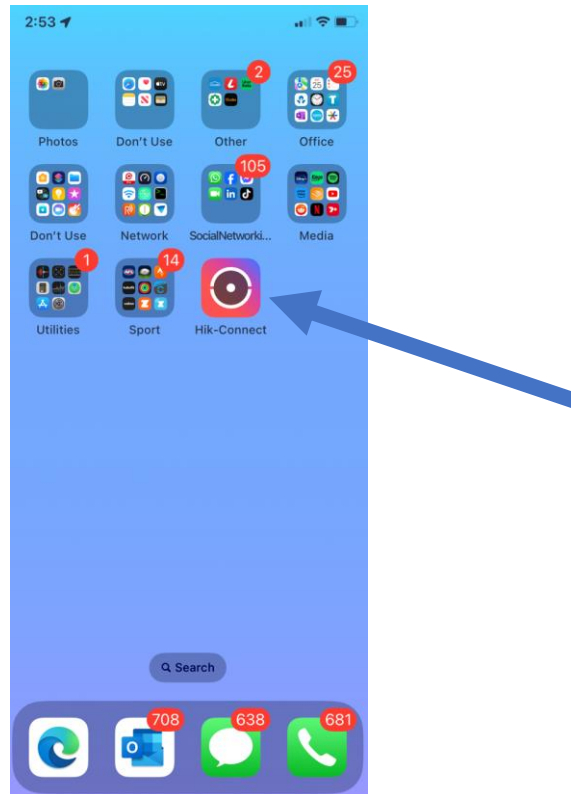 2:53
2
25
Photos
Don't Use
Other
Office
105
Don't Use
Network
SocialNetworki...
Media
1
14
Utilities
Sport
Hik-Connect
Search
708
638
681